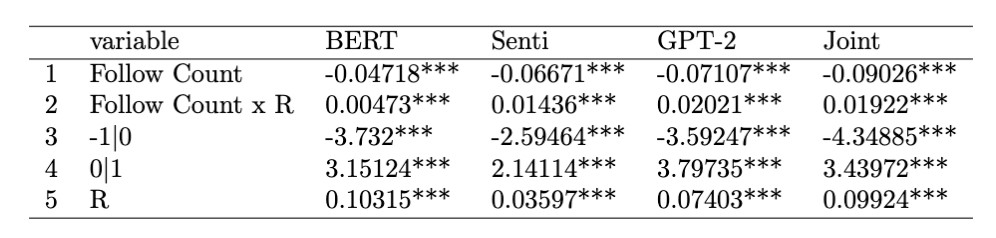 variable BERT Senti GPT-2 Joint
1 Follow Count -0.04718*** -0.06671*** -0.07107*** -0.09026***
2 Follow Count x R 0.00473*** 0.01436*** 0.02021*** 0.01922***
3 -1|0 -3.732*** -2.59464*** -3.59247*** -4.34885***
4 0|1 3.15124*** 2.14114*** 3.79735*** 3.43972***
5 R 0.10315*** 0.03597*** 0.07403*** 0.09924***